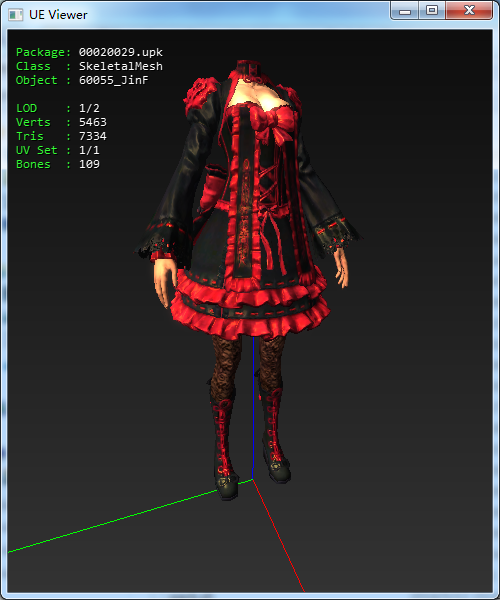 UE Viewer
Package: 00020029.upk
Class  : SkeletalMesh
Object : 60055_JinF
LOD    : 1/2
Verts  : 5463
Tris   : 7334
UV Set : 1/1
Bones  : 109